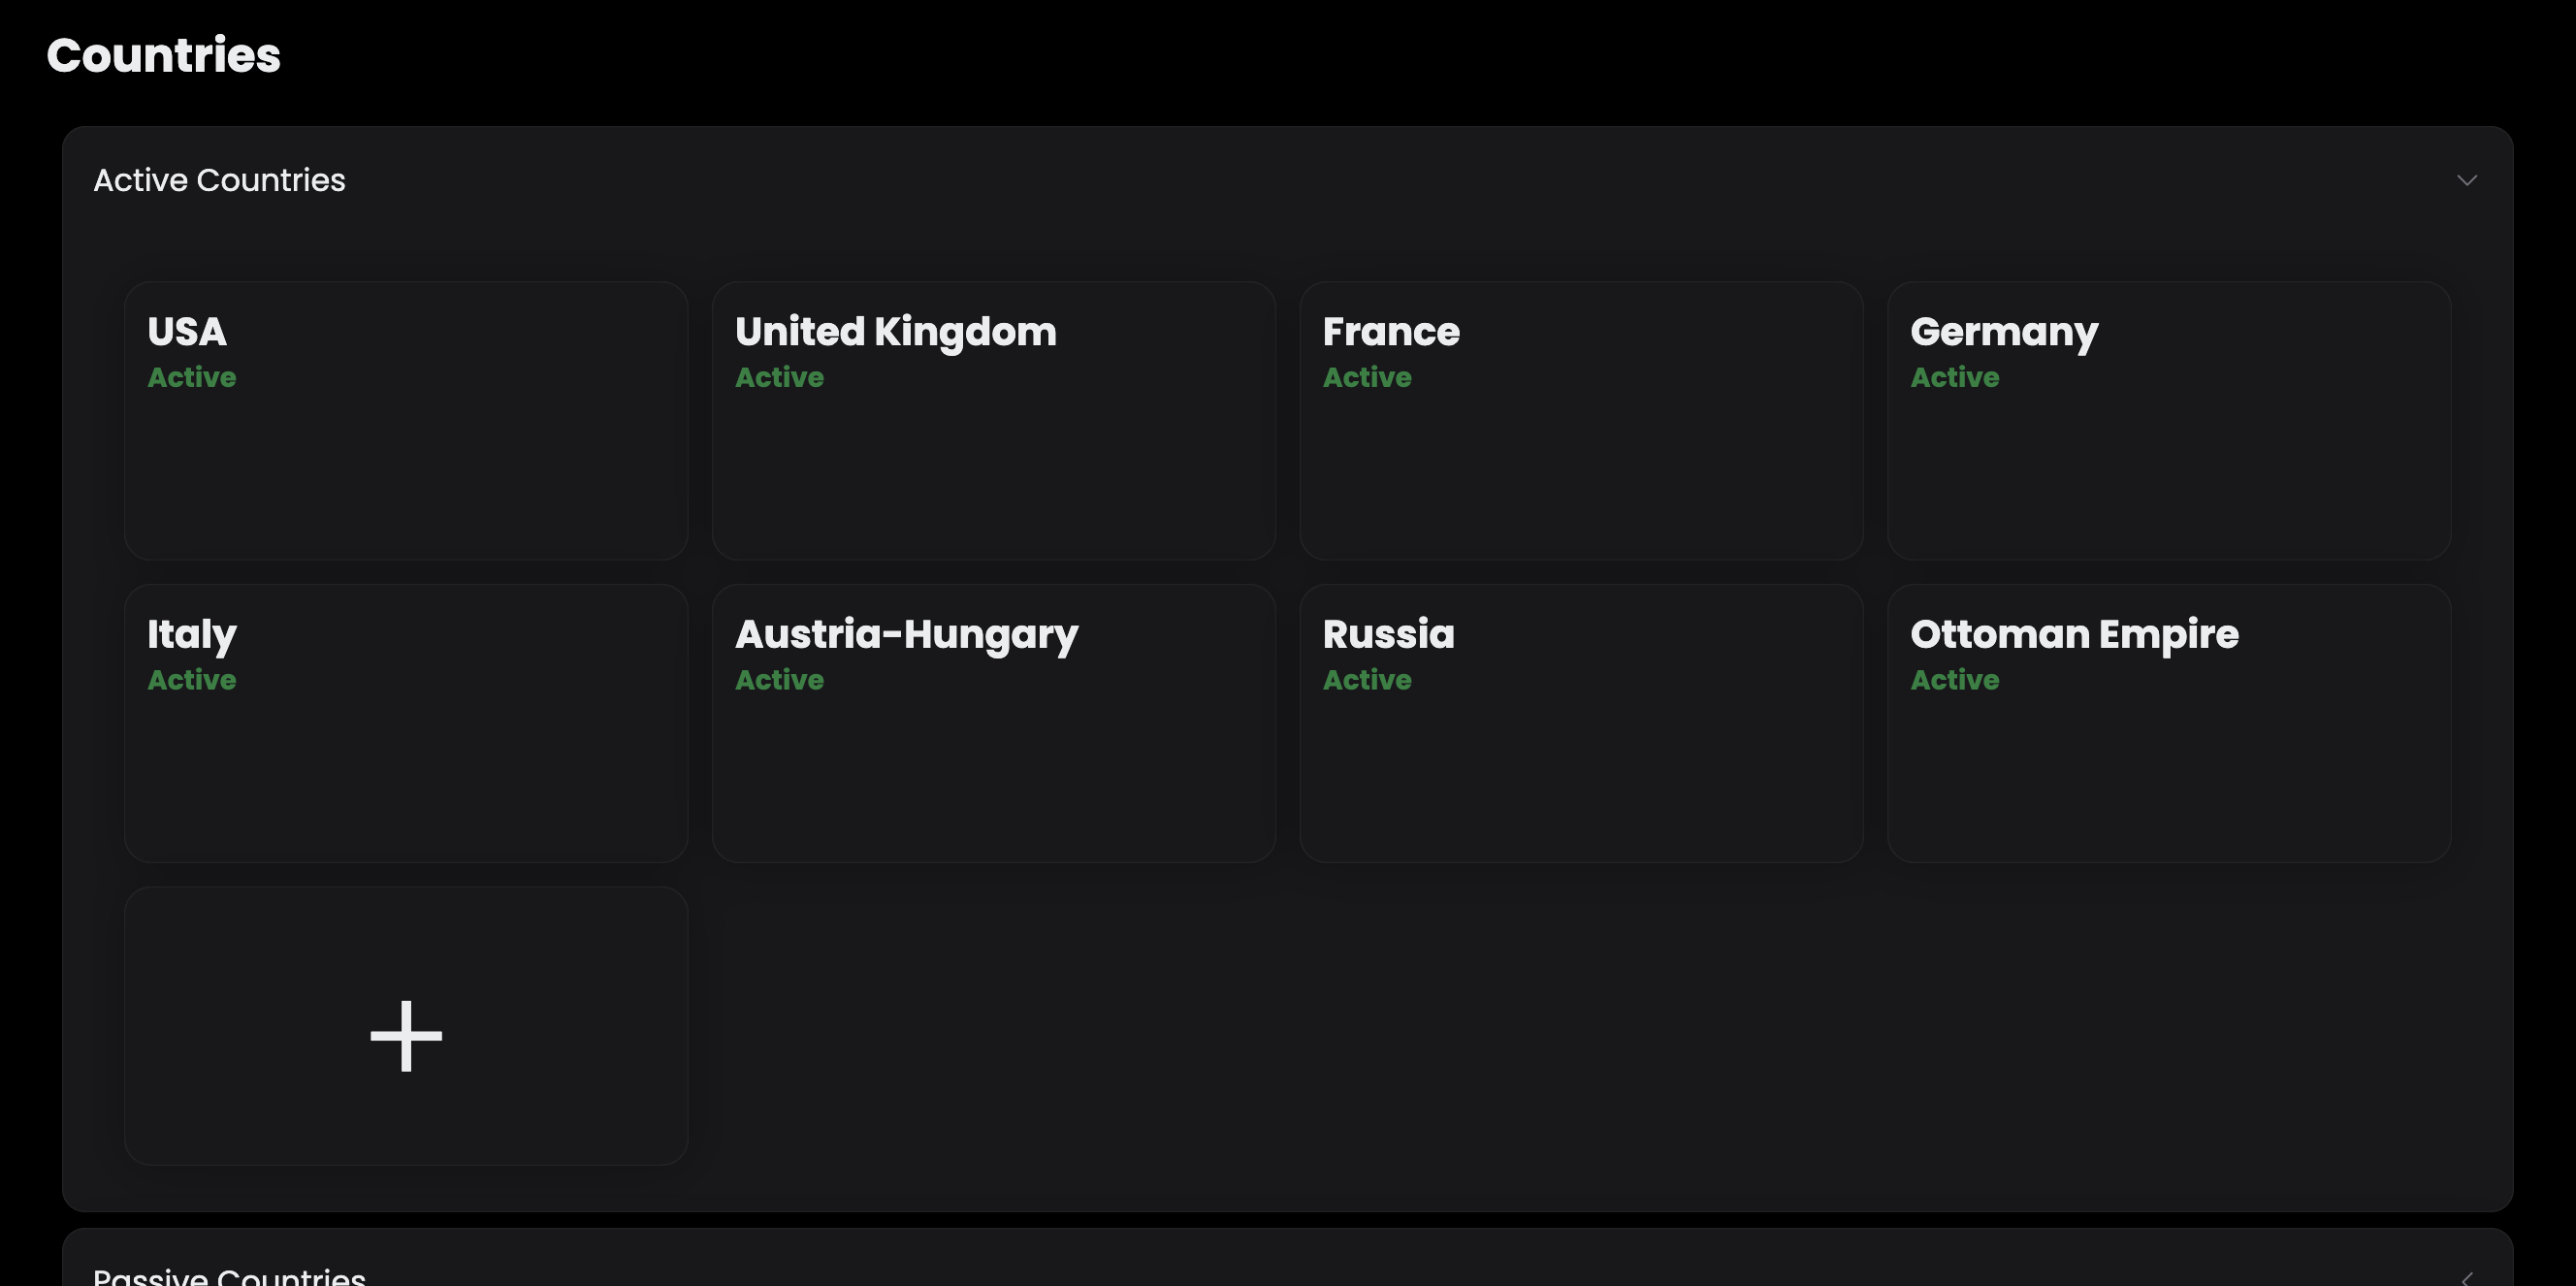 Countries
Active Countries
USA
Active
United Kingdom
Active
France
Active
Germany
Active
Italy
Active
Austria-Hungary
Active
Russia
Active
Ottoman Empire
Active
Passive Countries